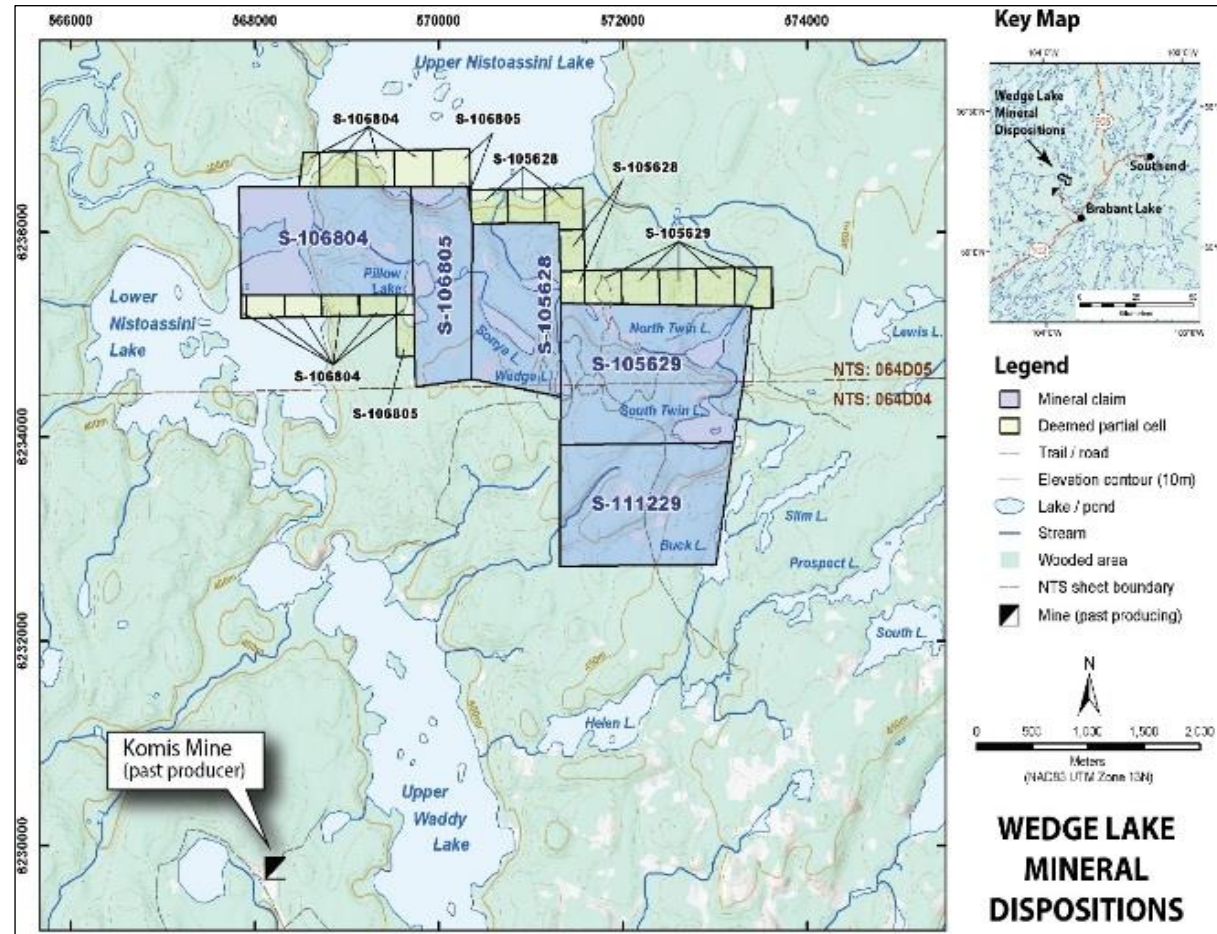 566000 568000 570000 572000 574000
Key Map
Upper Nistoassini Lake
S-106804
S-106805
S-105628
S-105628
S-105629
6236000
S-106804
S-106805
S-105628
Pillow
Lake
Lower
Nistoassini
Lake
Sonya L.
Wedge L.
North Twin L.
S-105629
South Twin L.
Lewis L.
NTS: 064D05
NTS: 064D04
S-106804
S-106805
6234000
S-111229
Buck L.
Slim L.
Prospect L.
South L.
6232000
Helen L.
Komis Mine
(past producer)
Upper
Waddy
Lake
6230000
Wedge Lake
Mineral
Dispositions
Southend
Brabant Lake
Legend
Mineral claim
Deemed partial cell
Trail / road
Elevation contour (10m)
Lake / pond
Stream
Wooded area
NTS sheet boundary
Mine (past producing)
N
0 500 1,000 1,500 2,000
Meters
(NAD83 UTM Zone 13N)
WEDGE LAKE
MINERAL
DISPOSITIONS